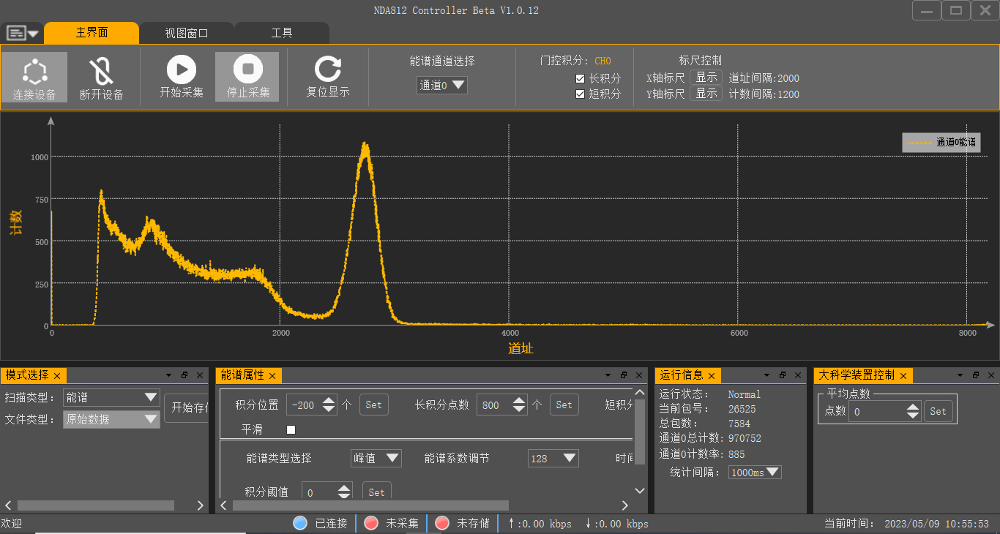 NDA812 Controller Beta V1.0.12
主界面 视图窗口 工具
连接设备 断开设备 开始采集 停止采集 复位显示
能谱通道选择
通道0
门控积分: CH0
长积分
短积分
标尺控制
X轴标尺 显示 道址间隔:2000
Y轴标尺 显示 计数间隔:1200
通道0能谱
计数
1000
750
500
250
0
0 2000 4000 6000 8000
道址
模式选择
扫描类型: 能谱
文件类型: 原始数据
开始存
能谱属性
积分位置 -200 个 Set 长积分点数 800 个 Set 短积
平滑
能谱类型选择 峰值 能谱系数调节 128 时
积分阈值 0 Set
运行信息
运行状态: Normal
当前包号: 26525
总包数: 7584
通道0总计数: 970752
通道0计数率: 885
统计间隔: 1000ms
大科学装置控制
平均点数
点数 0 Set
欢迎 已连接 未采集 未存储 ↑:0.00 kbps ↓:0.00 kbps 当前时间: 2023/05/09 10:55:53